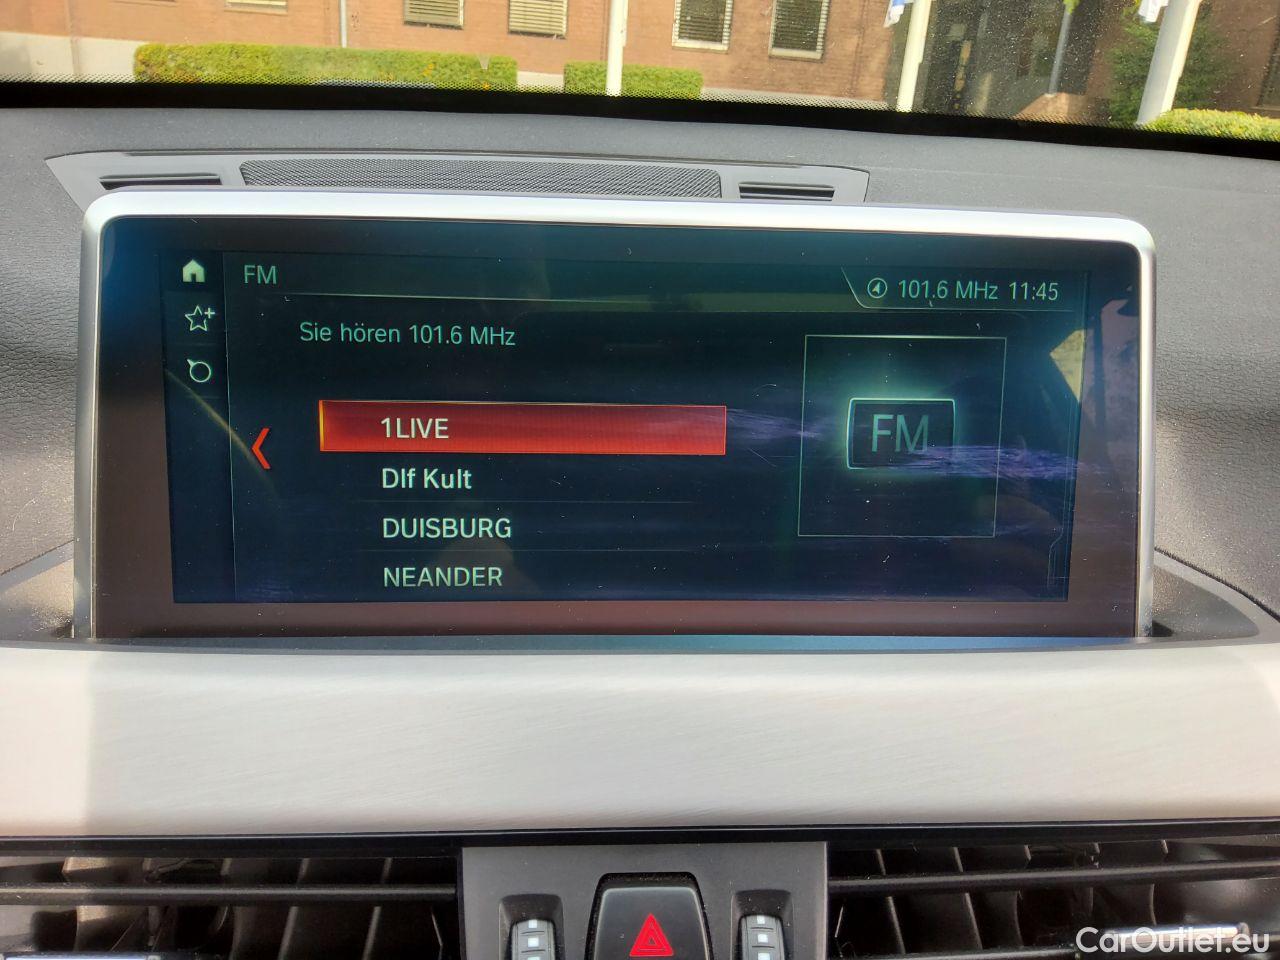 FM
101.6 MHz 11:45
Sie hören 101.6 MHz
1LIVE
Dlf Kult
DUISBURG
NEANDER
FM
CarOutlet.eu